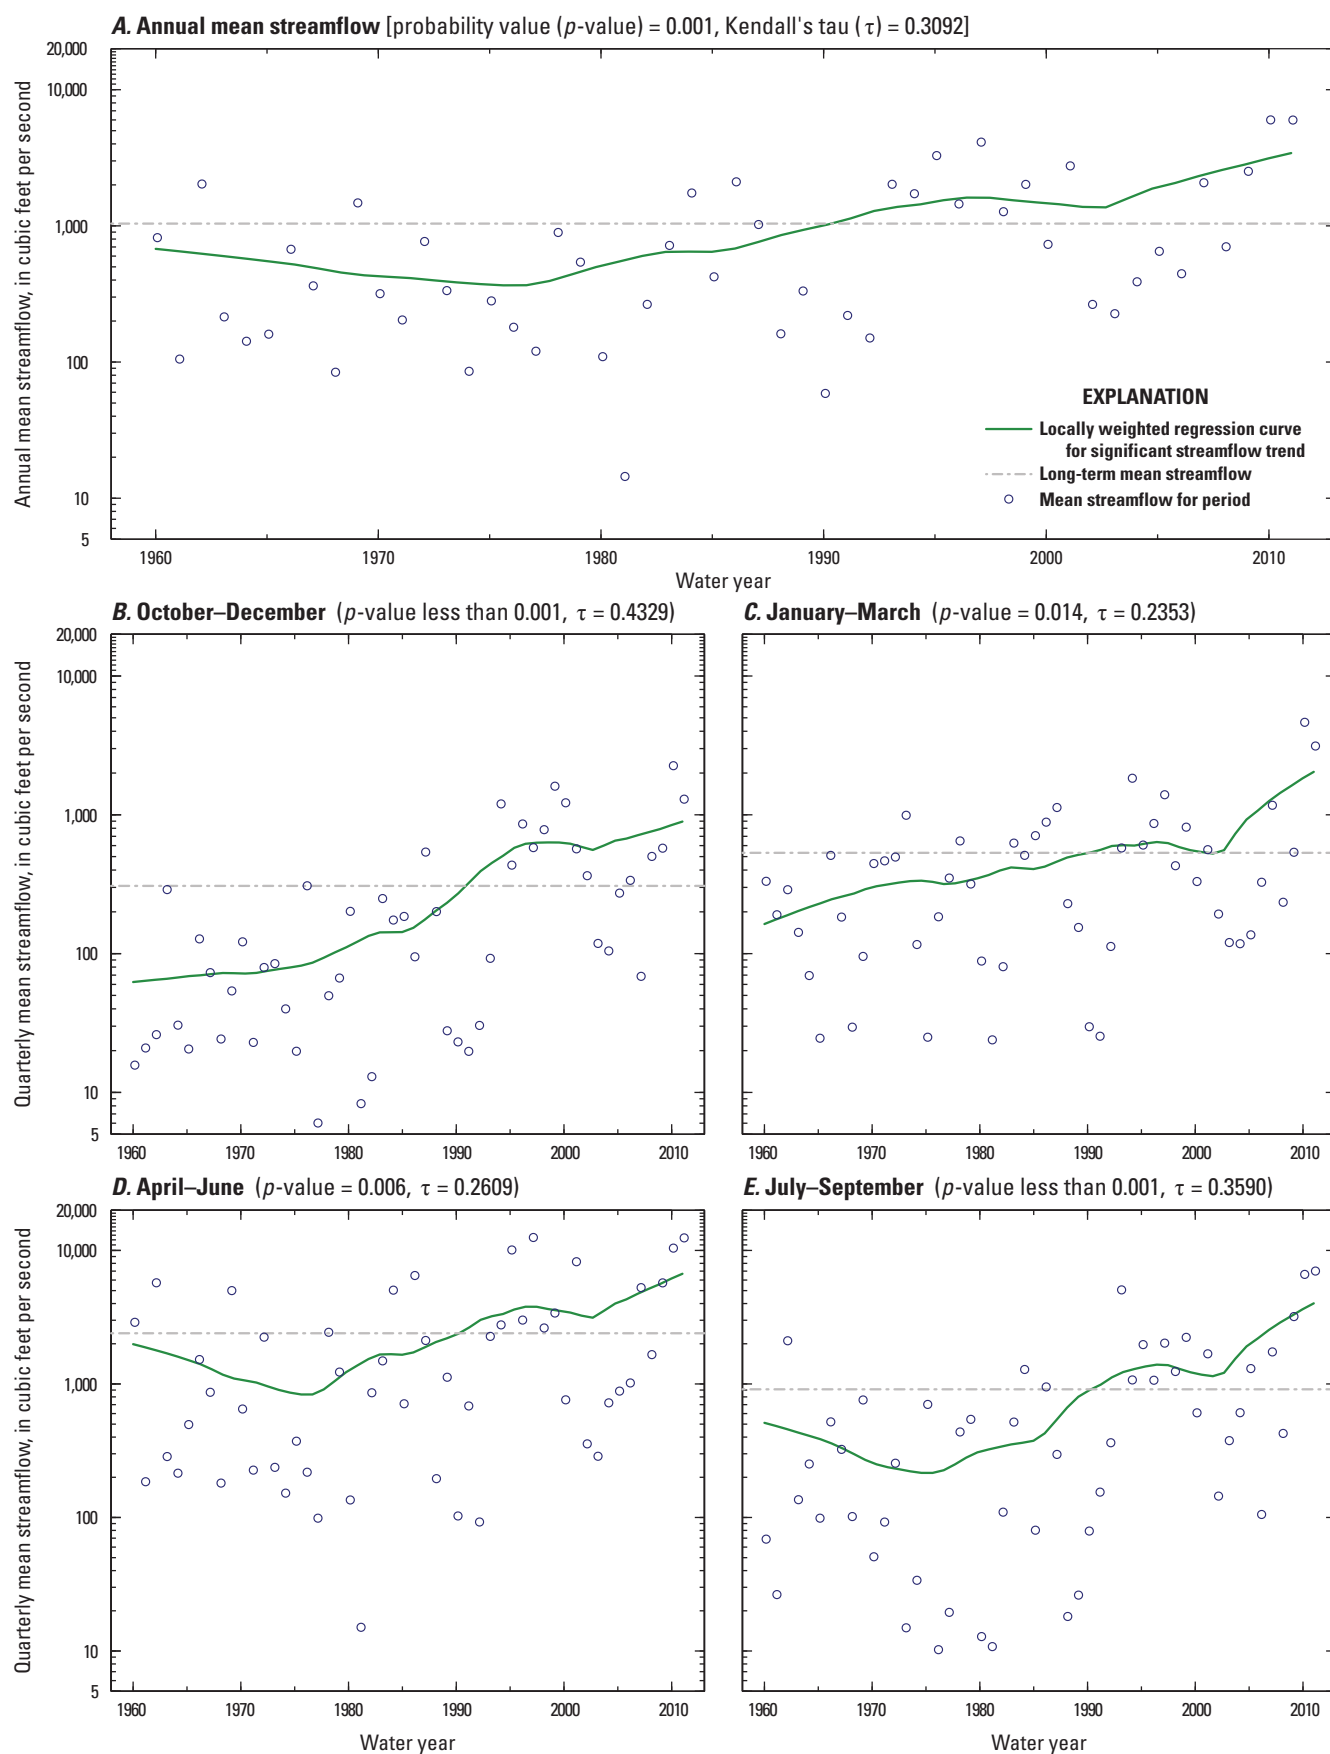 A. Annual mean streamflow [probability value (p-value) = 0.001, Kendall's tau (τ) = 0.3092]
20,000
10,000
1,000
100
10
5
Annual mean streamflow, in cubic feet per second
EXPLANATION
Locally weighted regression curve
for significant streamflow trend
Long-term mean streamflow
Mean streamflow for period
1960 1970 1980 1990 2000 2010
Water year
B. October–December (p-value less than 0.001, τ = 0.4329)
20,000
10,000
1,000
100
10
5
Quarterly mean streamflow, in cubic feet per second
1960 1970 1980 1990 2000 2010
C. January–March (p-value = 0.014, τ = 0.2353)
1960 1970 1980 1990 2000 2010
D. April–June (p-value = 0.006, τ = 0.2609)
20,000
10,000
1,000
100
10
5
Quarterly mean streamflow, in cubic feet per second
1960 1970 1980 1990 2000 2010
Water year
E. July–September (p-value less than 0.001, τ = 0.3590)
1960 1970 1980 1990 2000 2010
Water year